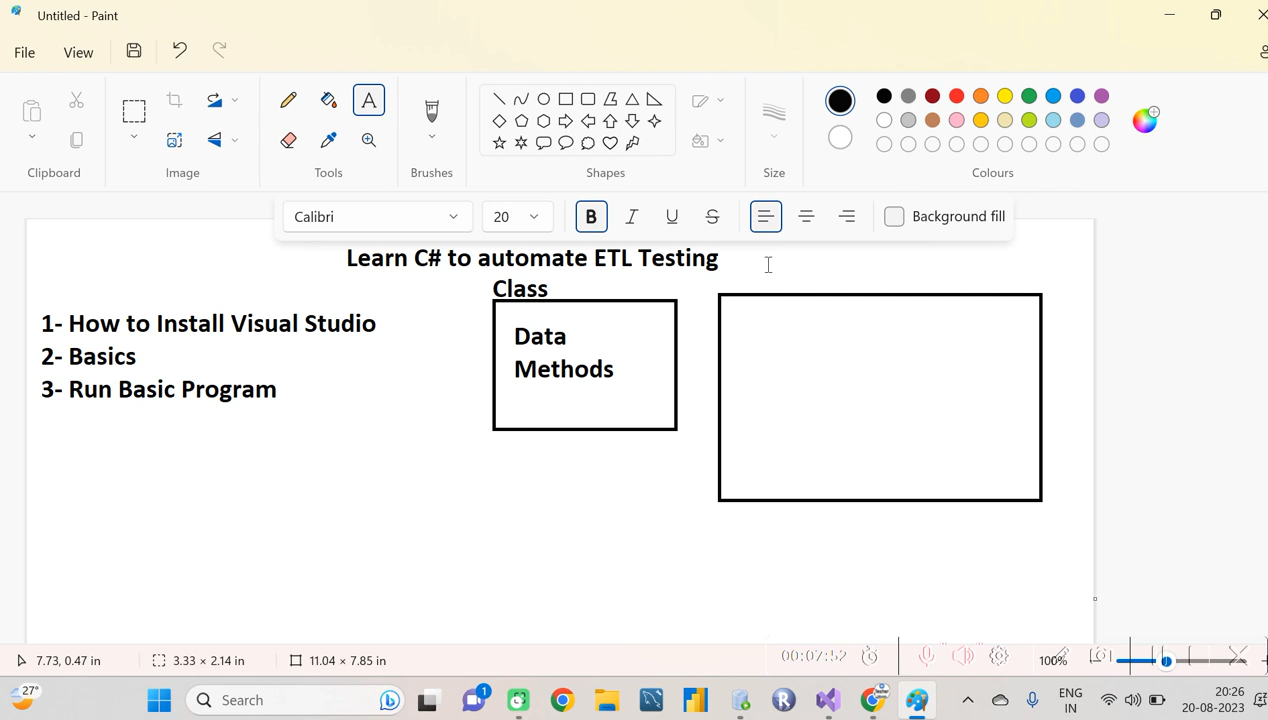 Untitled - Paint
File View
Clipboard Image Tools Brushes Shapes Size Colours
Calibri 20 B I U S Background fill
Learn C# to automate ETL Testing
Class
1- How to Install Visual Studio
2- Basics
3- Run Basic Program
Data
Methods
7.73, 0.47 in 3.33 × 2.14 in 11.04 × 7.85 in 00:07:52 100%
27° Search 1 ENG
IN 20:26
20-08-2023